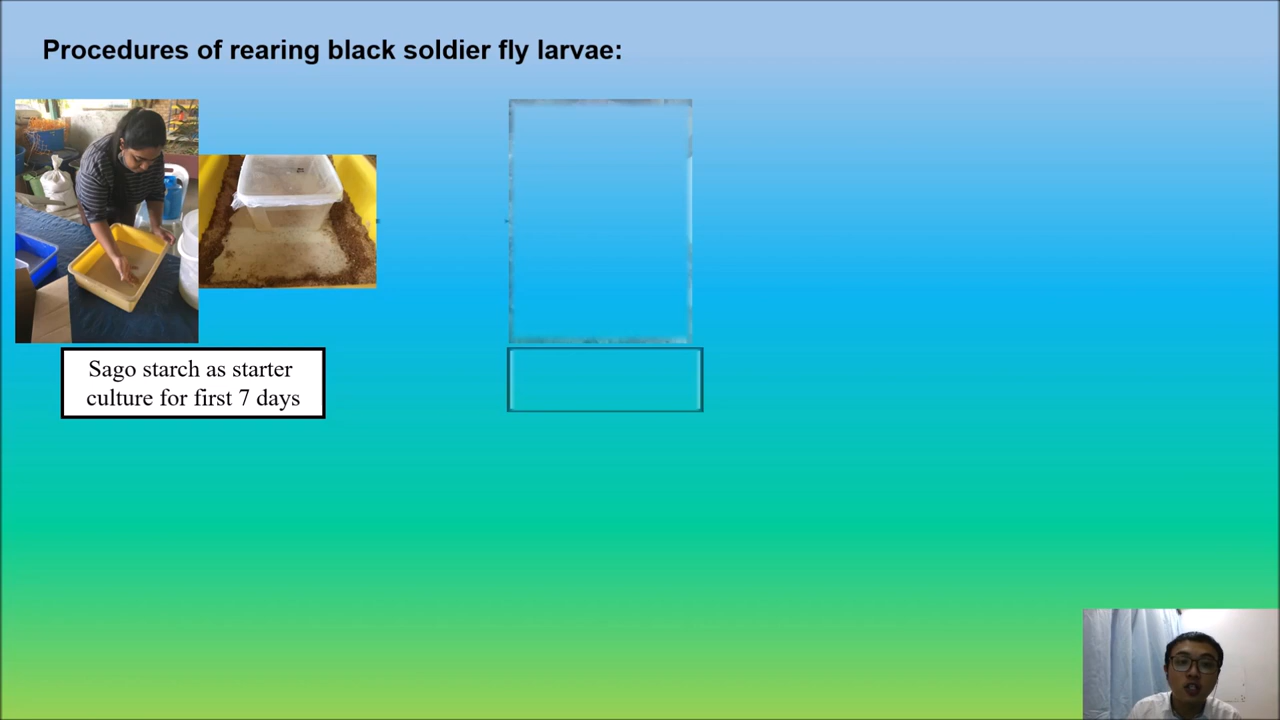 Procedures of rearing black soldier fly larvae:
Sago starch as starter
culture for first 7 days